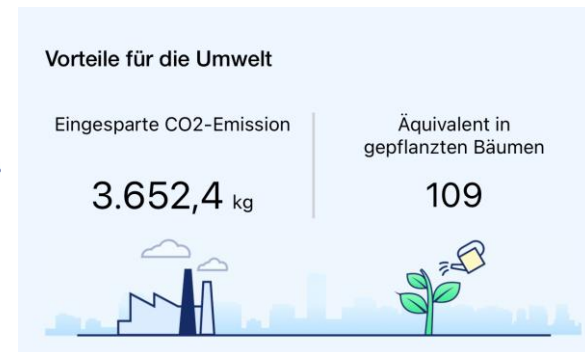 Vorteile für die Umwelt
Eingesparte CO2-Emission
3.652,4 kg
Äquivalent in
gepflanzten Bäumen
109